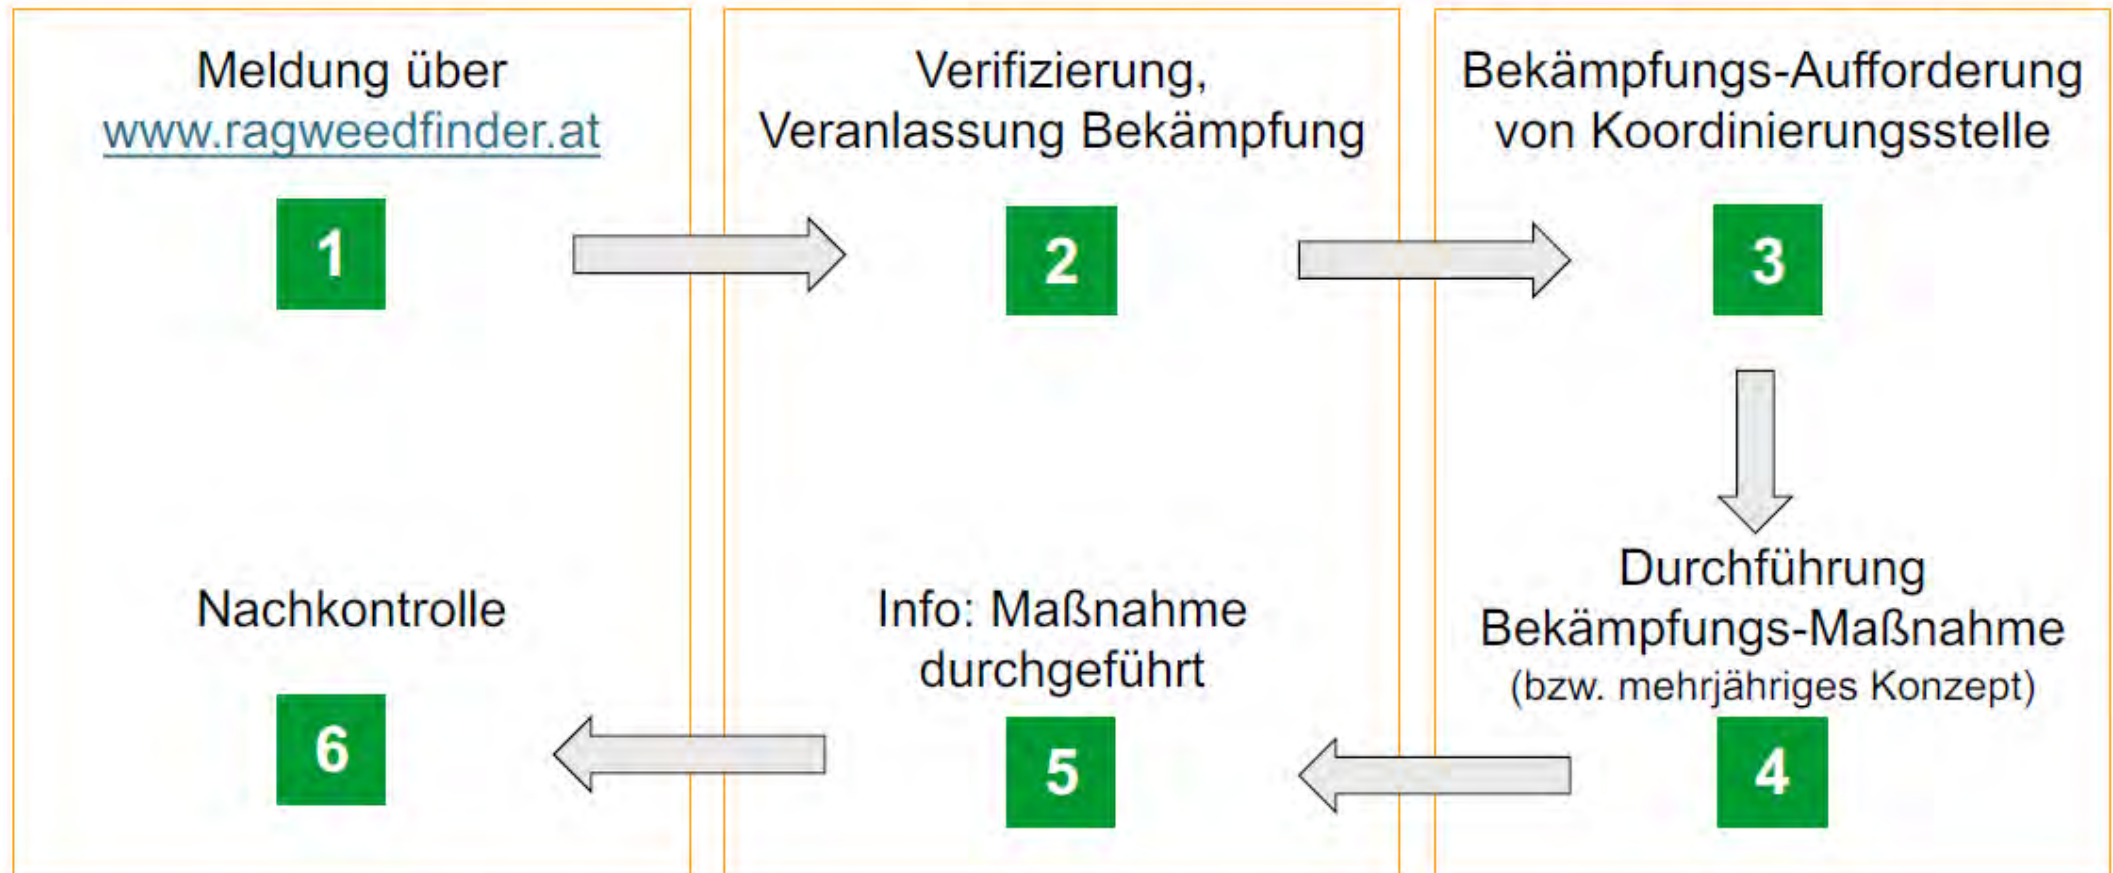 Meldung über
www.ragweedfinder.at
1
Verifizierung,
Veranlassung Bekämpfung
2
Bekämpfungs-Aufforderung
von Koordinierungsstelle
3
Durchführung
Bekämpfungs-Maßnahme
(bzw. mehrjähriges Konzept)
4
Info: Maßnahme
durchgeführt
5
Nachkontrolle
6